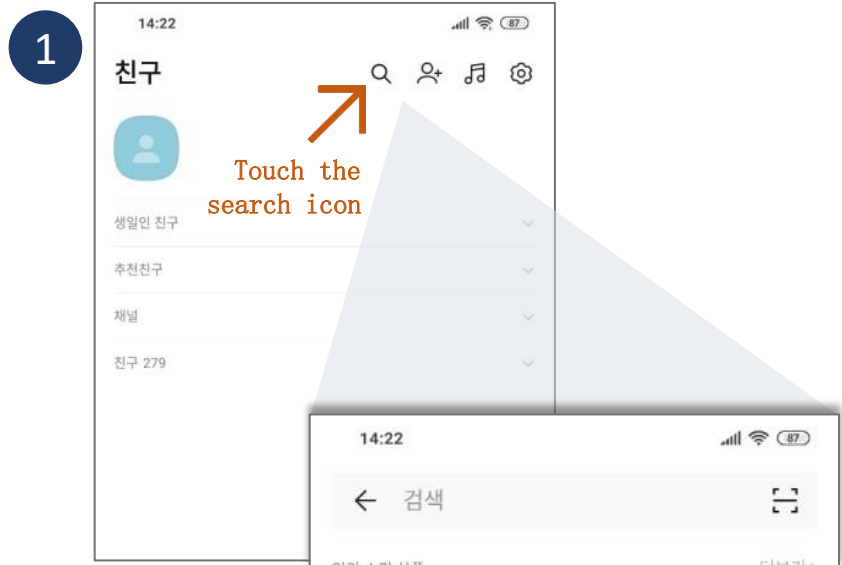 1
14:22
87
친구
Touch the
search icon
생일인 친구
추천친구
채널
친구 279
14:22
87
검색